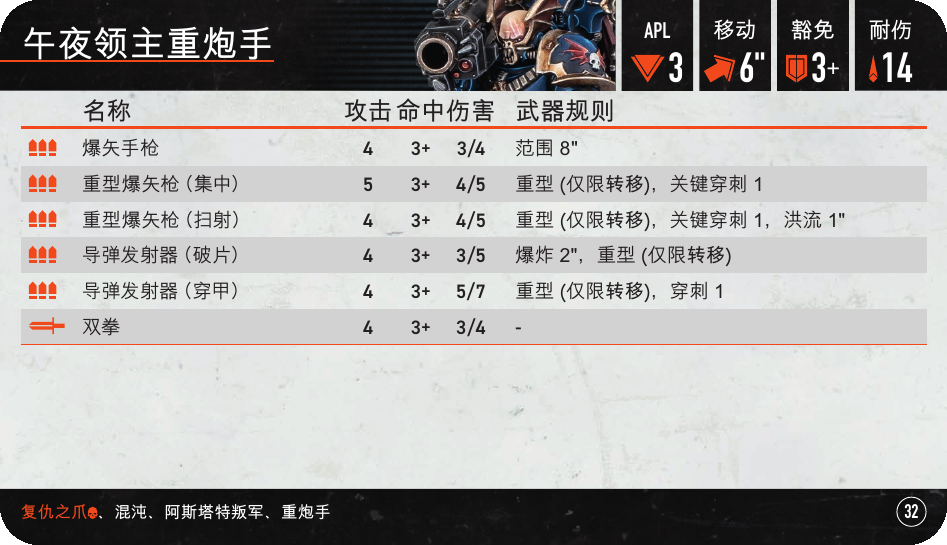 午夜领主重炮手
APL 移动 豁免 耐伤
3 6" 3+ 14
名称 攻击 命中 伤害 武器规则
爆矢手枪 4 3+ 3/4 范围 8"
重型爆矢枪（集中） 5 3+ 4/5 重型 (仅限转移)，关键穿刺 1
重型爆矢枪（扫射） 4 3+ 4/5 重型 (仅限转移)，关键穿刺 1，洪流 1"
导弹发射器（破片） 4 3+ 3/5 爆炸 2"，重型 (仅限转移)
导弹发射器（穿甲） 4 3+ 5/7 重型 (仅限转移)，穿刺 1
双拳 4 3+ 3/4 -
复仇之爪、混沌、阿斯塔特叛军、重炮手
32